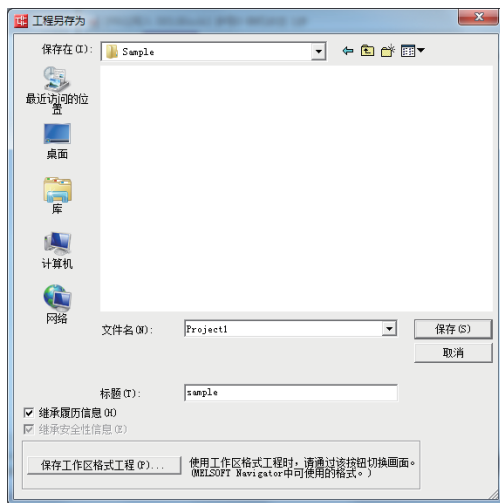 工程另存为
保存在(I):
Sample
最近访问的位
置
桌面
库
计算机
网络
文件名(N):
Project1
保存(S)
取消
标题(T):
sample
继承履历信息(H)
继承安全性信息(E)
保存工作区格式工程(P)...
使用工作区格式工程时，请通过该按钮切换画面。
(MELSOFT Navigator中可使用的格式。)